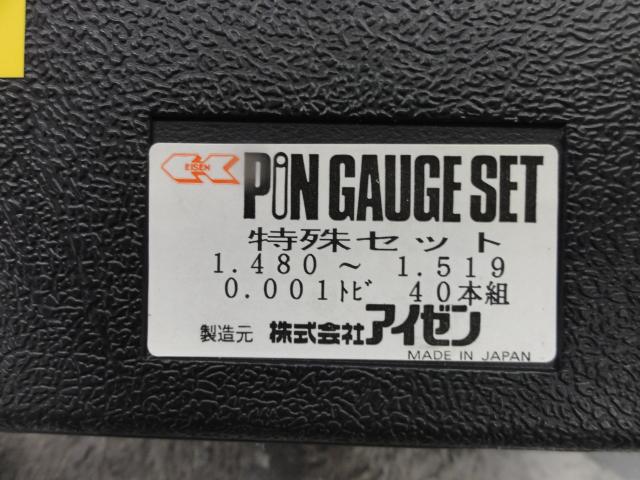 EISEN
PIN GAUGE SET
特殊セット
1.480 ~ 1.519
0.001ﾄﾋﾞ 40本組
製造元 株式会社アイゼン
MADE IN JAPAN